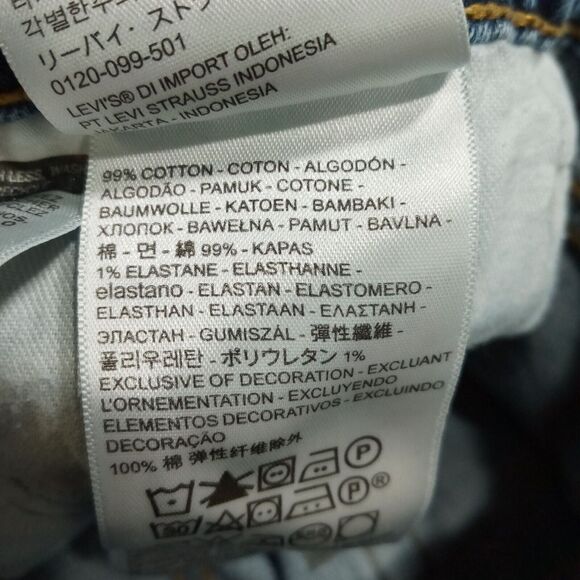 각별한주의
リーバイ・スト
0120-099-501
LEVI'S® DI IMPORT OLEH:
PT LEVI STRAUSS INDONESIA
JAKARTA - INDONESIA
99% COTTON - COTON - ALGODÓN -
ALGODÃO - PAMUK - COTONE -
BAUMWOLLE - KATOEN - BAMBAKI -
ХЛОПОК - BAWEŁNA - PAMUT - BAVLNA -
棉 - 면 - 綿 99% - KAPAS
1% ELASTANE - ELASTHANNE -
elastano - ELASTAN - ELASTOMERO -
ELASTHAN - ELASTAAN - ΕΛΑΣΤΑΝΗ -
ЭЛАСТАН - GUMISZÁL - 彈性纖維 -
폴리우레탄 - ポリウレタン 1%
EXCLUSIVE OF DECORATION - EXCLUANT
L'ORNEMENTATION - EXCLUYENDO
ELEMENTOS DECORATIVOS - EXCLUINDO
DECORAÇÃO
100% 棉 弹性纤维除外
P
P ®